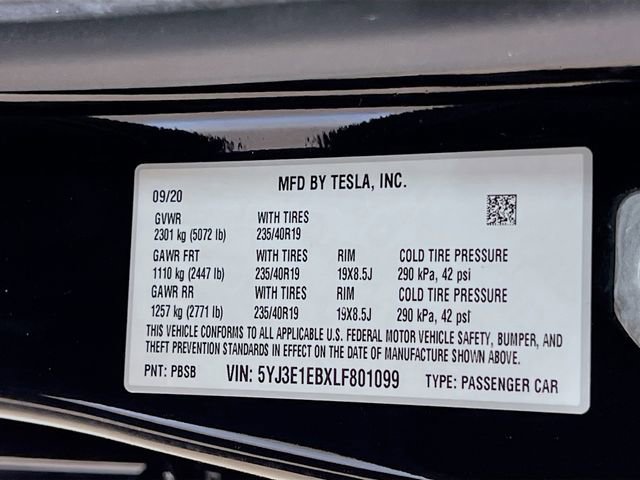 MFD BY TESLA, INC.
09/20
GVWR WITH TIRES
2301 kg (5072 lb) 235/40R19
GAWR FRT WITH TIRES RIM COLD TIRE PRESSURE
1110 kg (2447 lb) 235/40R19 19X8.5J 290 kPa, 42 psi
GAWR RR WITH TIRES RIM COLD TIRE PRESSURE
1257 kg (2771 lb) 235/40R19 19X8.5J 290 kPa, 42 psi
THIS VEHICLE CONFORMS TO ALL APPLICABLE U.S. FEDERAL MOTOR VEHICLE SAFETY, BUMPER, AND
THEFT PREVENTION STANDARDS IN EFFECT ON THE DATE OF MANUFACTURE SHOWN ABOVE.
PNT: PBSB VIN: 5YJ3E1EBXLF801099 TYPE: PASSENGER CAR